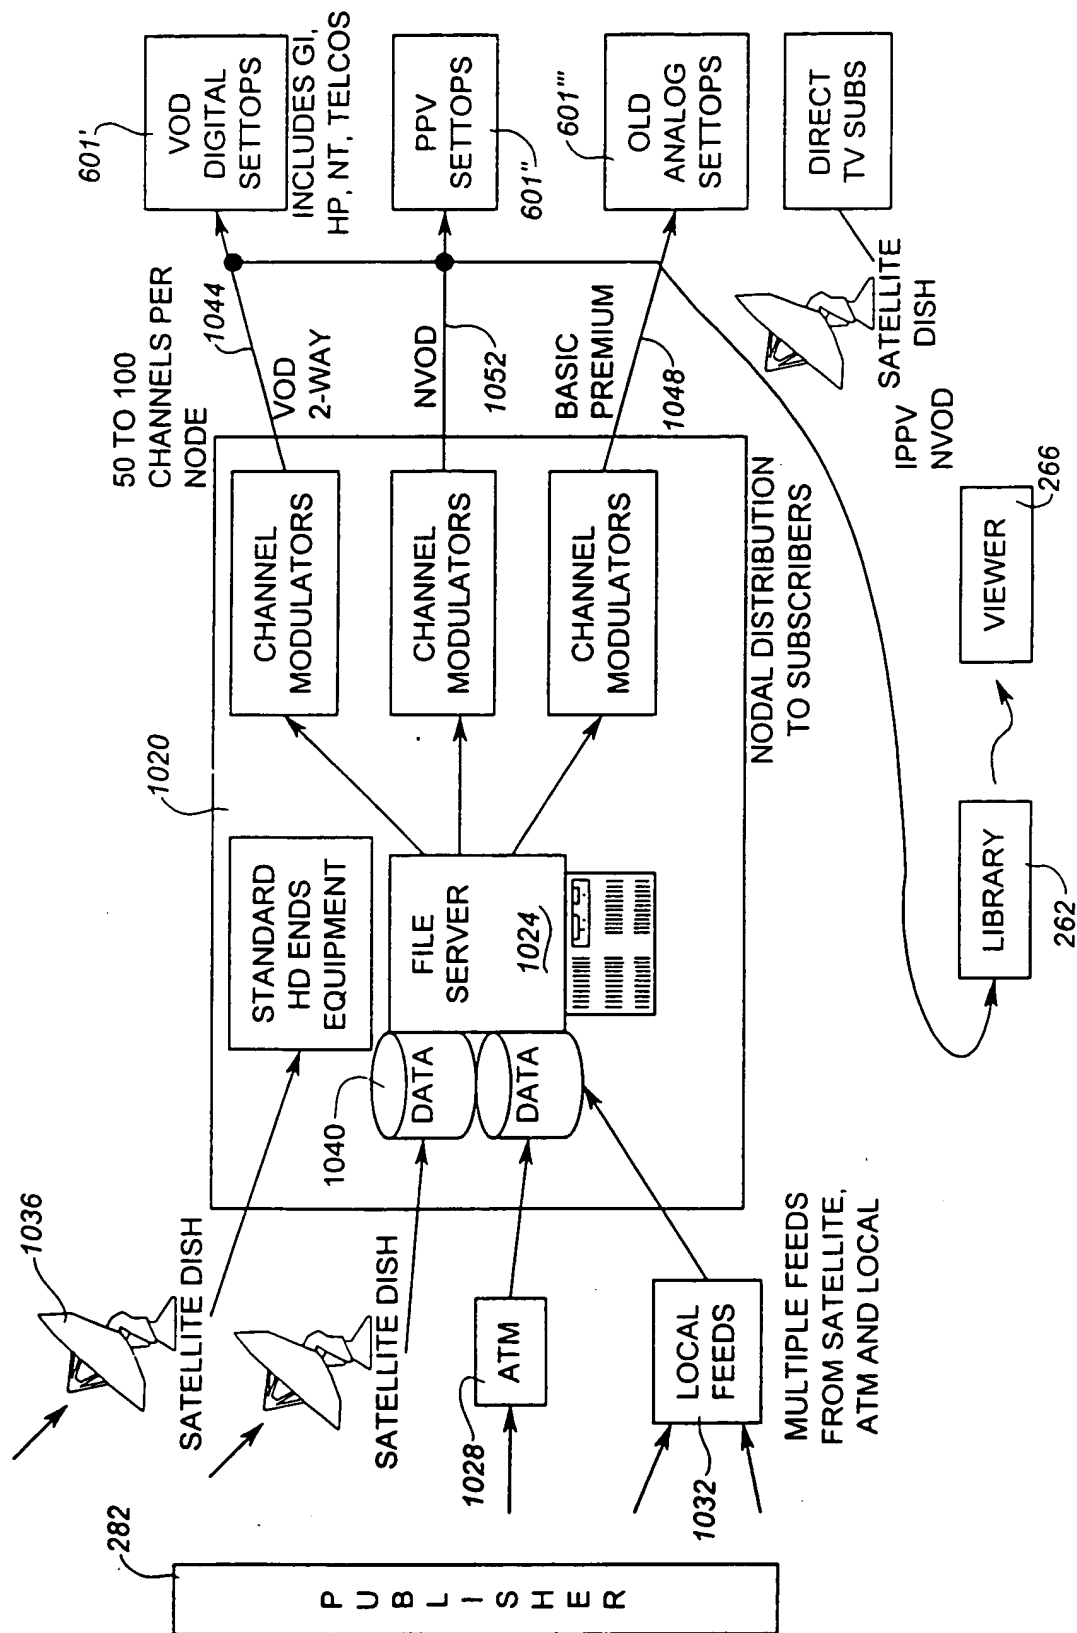 282
PUBLISHER
1036
SATELLITE DISH
SATELLITE DISH
1028
ATM
1032
LOCAL
FEEDS
MULTIPLE FEEDS
FROM SATELLITE,
ATM AND LOCAL
1020
STANDARD
HD ENDS
EQUIPMENT
1040
DATA
DATA
FILE
SERVER
1024
CHANNEL
MODULATORS
CHANNEL
MODULATORS
CHANNEL
MODULATORS
NODAL DISTRIBUTION
TO SUBSCRIBERS
50 TO 100
CHANNELS PER
NODE
1044
VOD
2-WAY
NVOD
1052
BASIC
PREMIUM
1048
601'
VOD
DIGITAL
SETTOPS
INCLUDES GI,
HP, NT, TELCOS
PPV
SETTOPS
601"
601'"
OLD
ANALOG
SETTOPS
DIRECT
TV SUBS
SATELLITE
DISH
IPPV
NVOD
LIBRARY
262
VIEWER
266